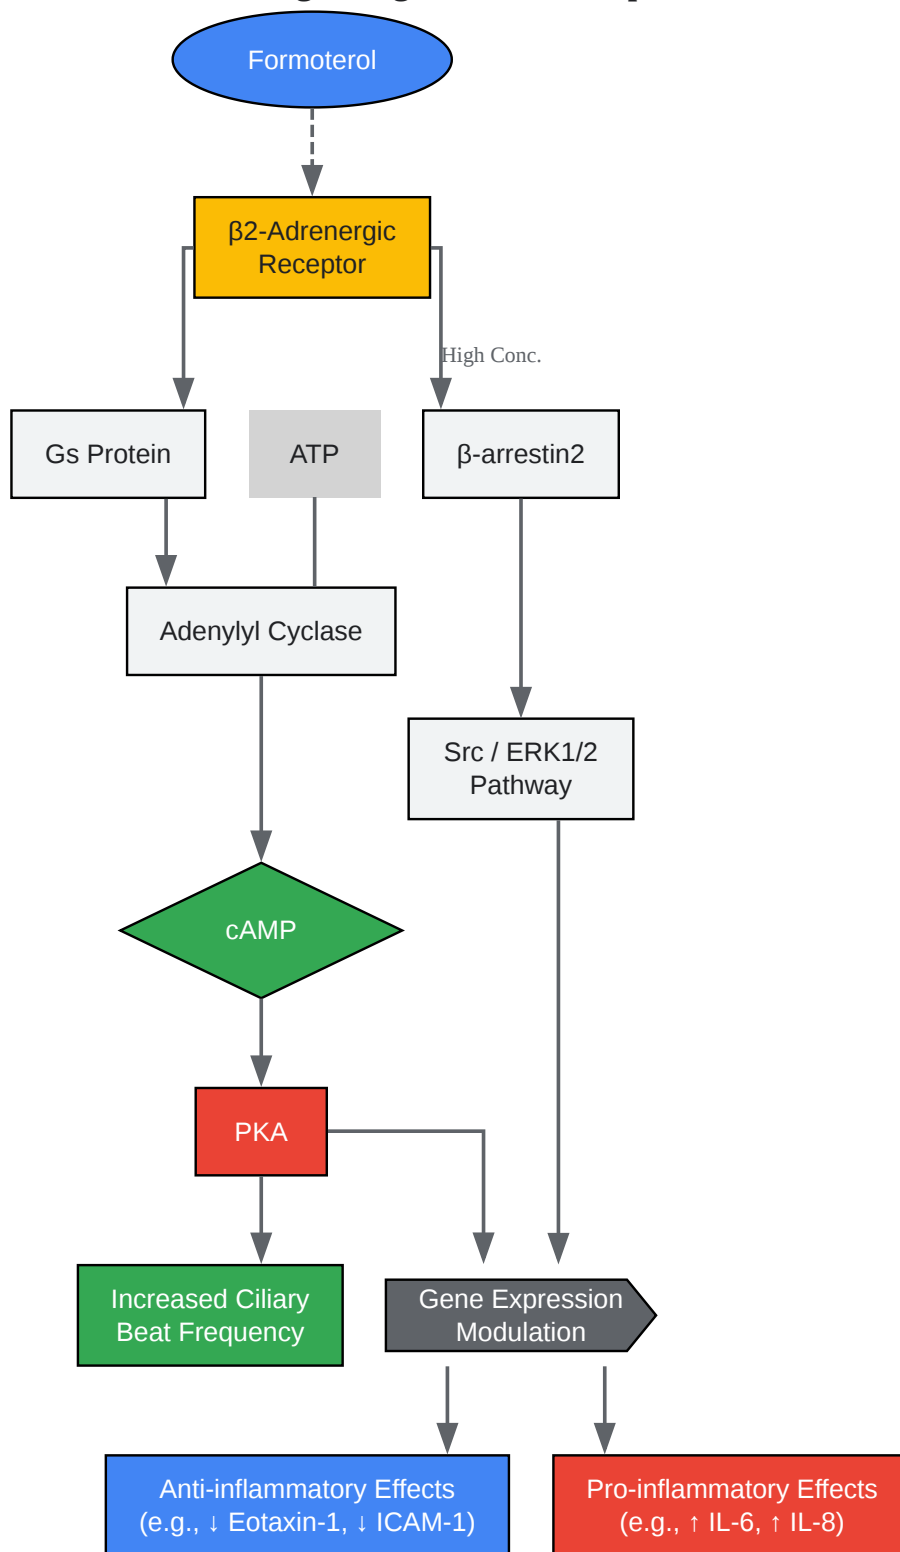 Formoterol
β2-Adrenergic
Receptor
High Conc.
Gs Protein
ATP
β-arrestin2
Adenylyl Cyclase
Src / ERK1/2
Pathway
cAMP
PKA
Increased Ciliary
Beat Frequency
Gene Expression
Modulation
Anti-inflammatory Effects
(e.g., ↓ Eotaxin-1, ↓ ICAM-1)
Pro-inflammatory Effects
(e.g., ↑ IL-6, ↑ IL-8)